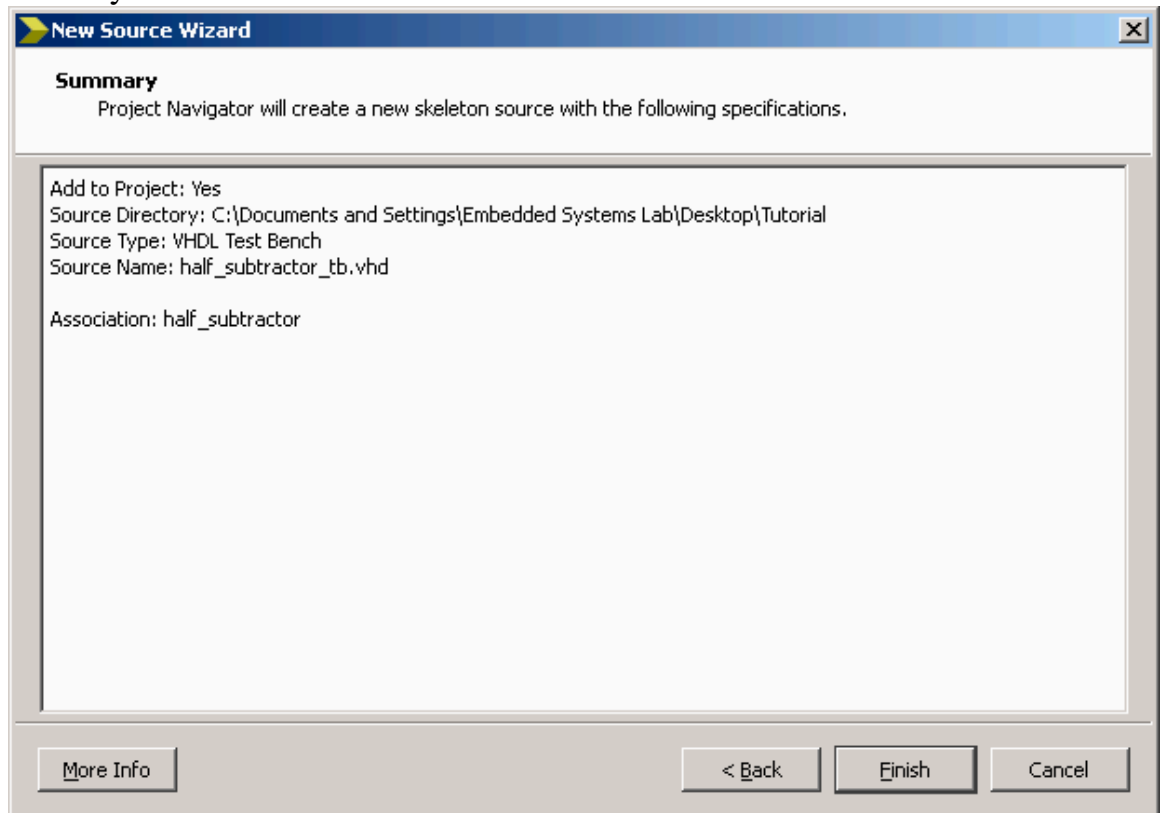 New Source Wizard
Summary
Project Navigator will create a new skeleton source with the following specifications.
Add to Project: Yes
Source Directory: C:\Documents and Settings\Embedded Systems Lab\Desktop\Tutorial
Source Type: VHDL Test Bench
Source Name: half_subtractor_tb.vhd
Association: half_subtractor
More Info
< Back
Finish
Cancel